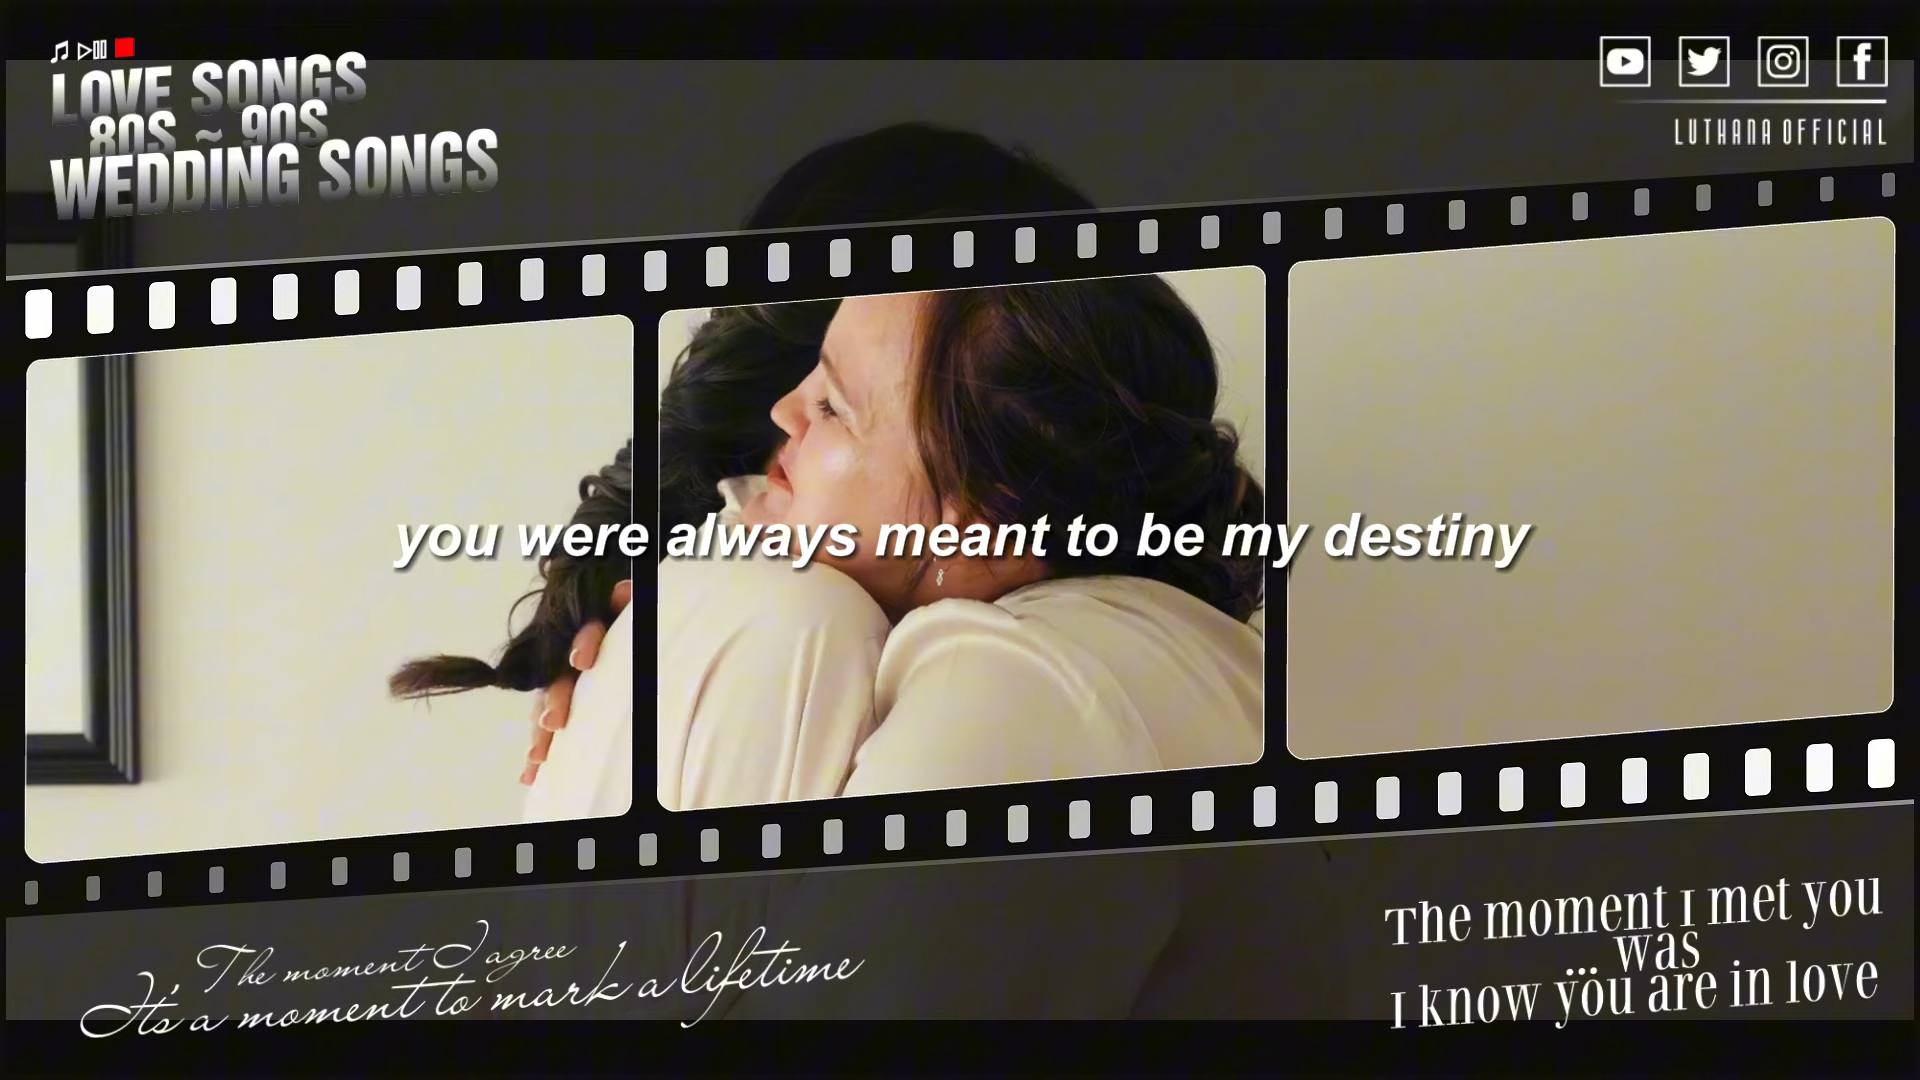 LOVE SONGS
80S ~ 90S
WEDDING SONGS
LUTHANA OFFICIAL
you were always meant to be my destiny
The moment I agree
It's a moment to mark a lifetime
The moment I met you
was
I know you are in love